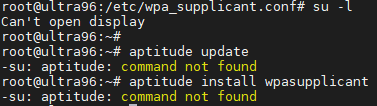 root@ultra96:/etc/wpa_supplicant.conf# su -l
Can't open display
root@ultra96:~#
root@ultra96:~# aptitude update
-su: aptitude: command not found
root@ultra96:~# aptitude install wpasupplicant
-su: aptitude: command not found